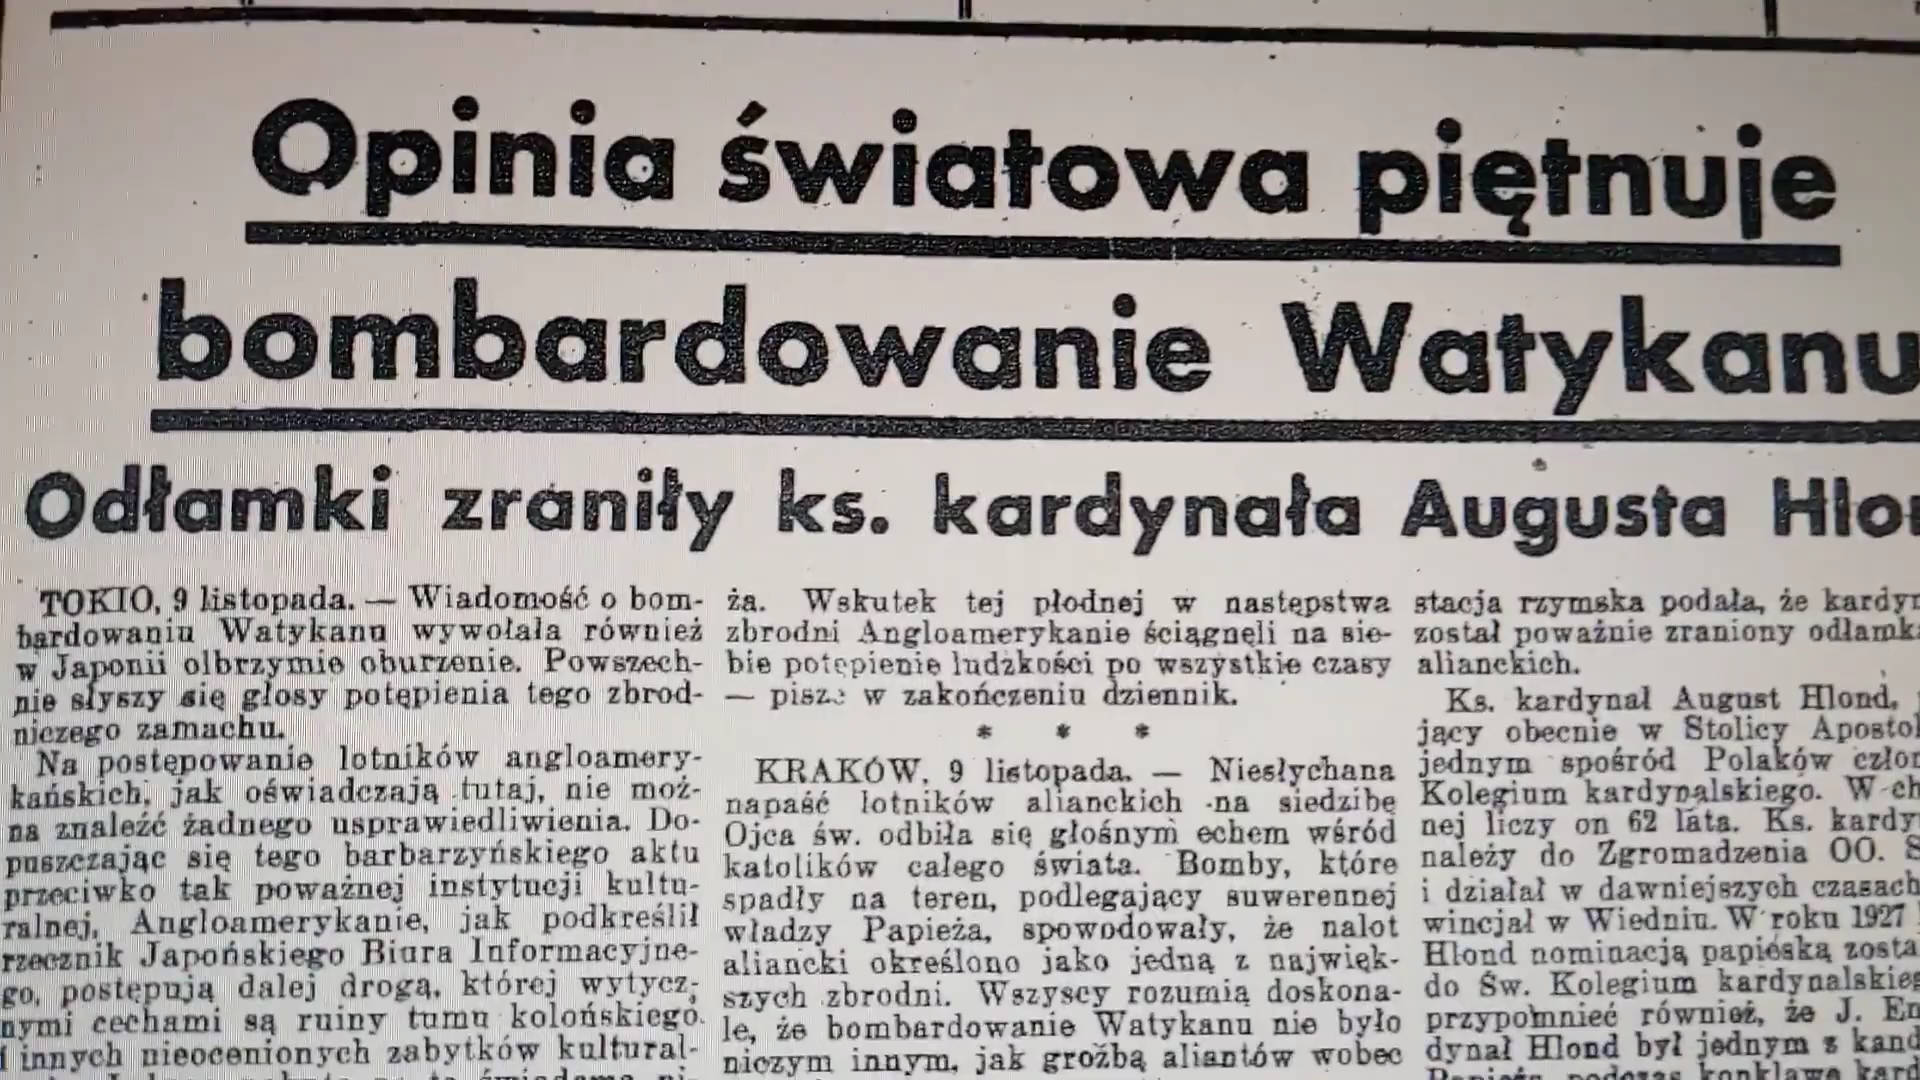 Opinia światowa piętnuje
bombardowanie Watykanu
Odłamki zraniły ks. kardynała Augusta
TOKIO, 9 listopada. — Wiadomość o bom-
bardowaniu Watykanu wywołała również
w Japonii olbrzymie oburzenie. Powszech-
nie słyszy się głosy potępienia tego zbrod-
niczego zamachu.
Na postępowanie lotników angloamery-
kańskich, jak oświadczają tutaj, nie moż-
na znaleźć żadnego usprawiedliwienia. Do-
puszczając się tego barbarzyńskiego aktu
przeciwko tak poważnej instytucji kultu-
ralnej, Angloamerykanie, jak podkreślił
rzecznik Japońskiego Biura Informacyjne-
go, postępują dalej drogą, której wytycz-
nymi cechami są ruiny tumu kolońskiego
i innych nieocenionych zabytków kultural-
ża. Wskutek tej płodnej w następstwa
zbrodni Angloamerykanie ściągnęli na sie-
bie potępienie ludzkości po wszystkie czasy
— pisze w zakończeniu dziennik.
* * *
KRAKÓW, 9 listopada. — Niesłychana
napaść lotników alianckich na siedzibę
Ojca św. odbiła się głośnym echem wśród
katolików całego świata. Bomby, które
spadły na teren, podlegający suwerennej
władzy Papieża, spowodowały, że nalot
aliancki określono jako jedną z najwięk-
szych zbrodni. Wszyscy rozumią doskona-
le, że bombardowanie Watykanu nie było
niczym innym, jak groźbą aliantów wobec
stacja rzymska podała, że
został poważnie zraniony
alianckich.
Ks. kardynał August Hlond,
jący obecnie w Stolicy
jednym spośród Polaków
Kolegium kardynalskiego. W
nej liczy on 62 lata. Ks.
należy do Zgromadzenia OO. S
i działał w dawniejszych czasach
wincjał w Wiedniu. W roku 1927
Hlond nominacją papieską
do Św. Kolegium
przypomnieć również, że J.
dynał Hlond był jednym z